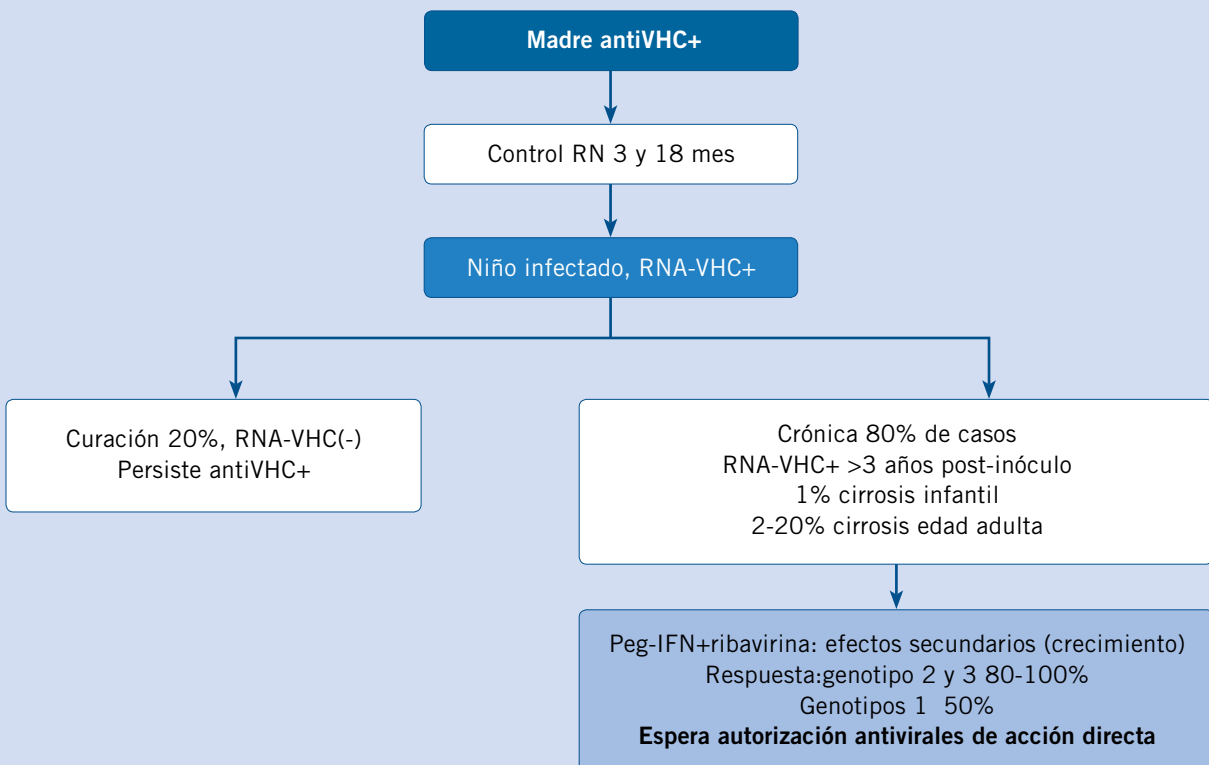 Madre antiVHC+
Control RN 3 y 18 mes
Niño infectado, RNA-VHC+
Curación 20%, RNA-VHC(-)
Persiste antiVHC+
Crónica 80% de casos
RNA-VHC+ >3 años post-inóculo
1% cirrosis infantil
2-20% cirrosis edad adulta
Peg-IFN+ribavirina: efectos secundarios (crecimiento)
Respuesta:genotipo 2 y 3 80-100%
Genotipos 1 50%
Espera autorización antivirales de acción directa